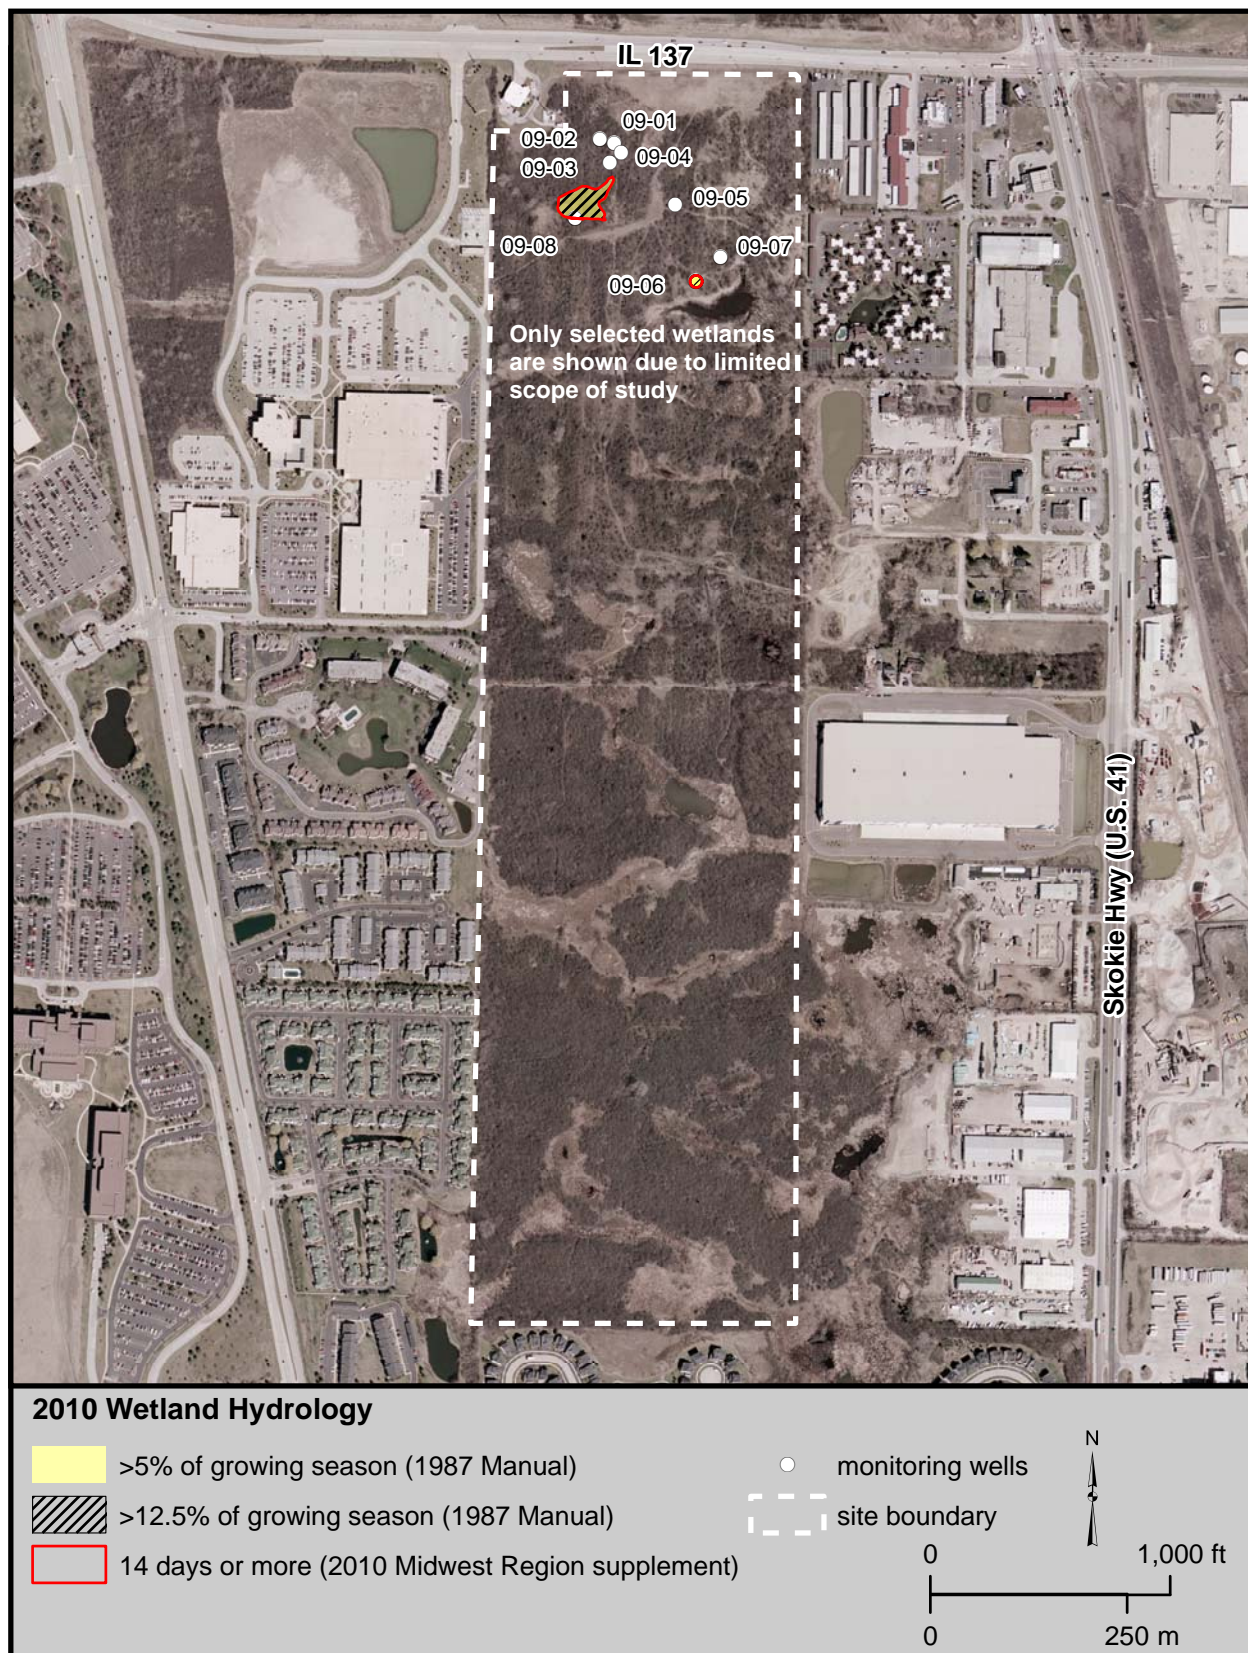 IL 137
09-01
09-02
09-04
09-03
09-05
09-08
09-07
09-06
Only selected wetlands
are shown due to limited
scope of study
Skokie Hwy (U.S. 41)
2010 Wetland Hydrology
>5% of growing season (1987 Manual)
>12.5% of growing season (1987 Manual)
14 days or more (2010 Midwest Region supplement)
monitoring wells
site boundary
N
0 1,000 ft
0 250 m